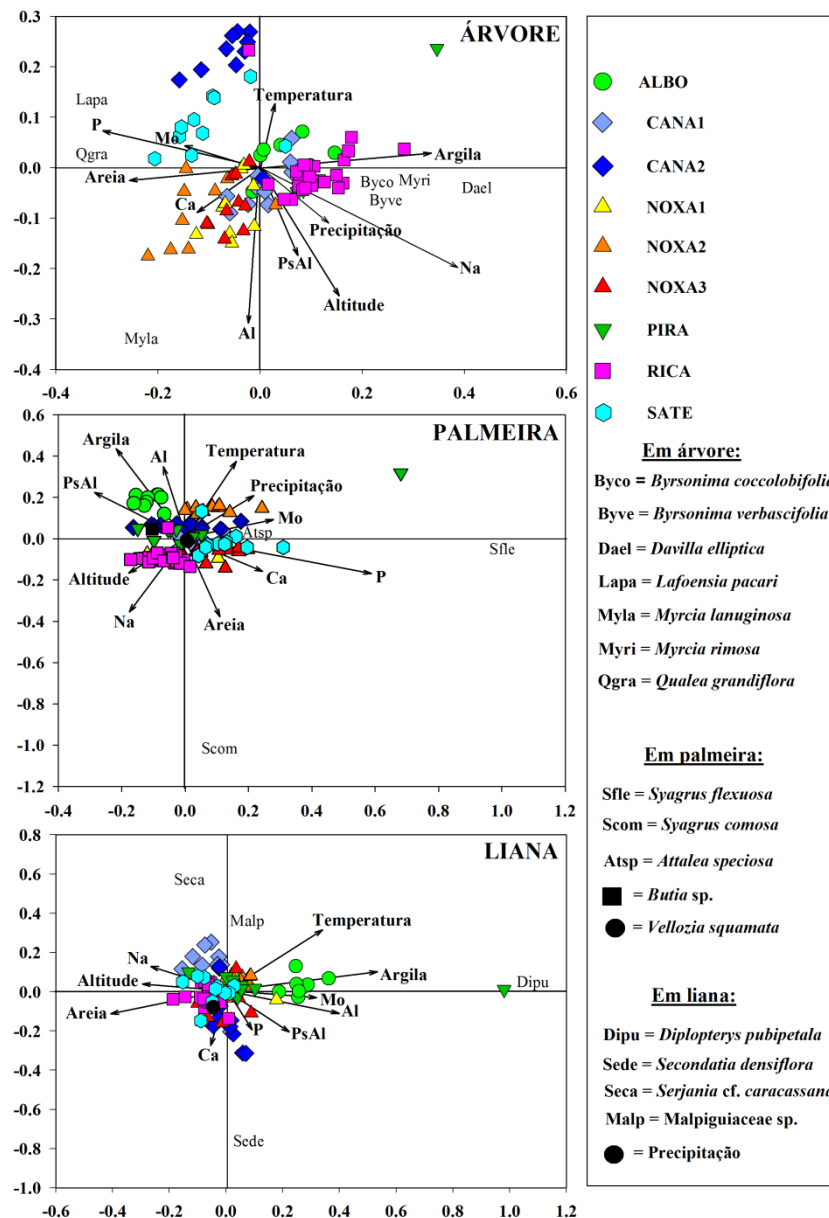 ÁRVORE
0.3
0.2
0.1
0.0
-0.1
-0.2
-0.3
-0.4
Lapa
P
Mo
Qgra
Areia
Ca
Temperatura
Argila
Byco Myri
Byve
Dael
Precipitação
PsAl
Na
Altitude
Al
Myla
-0.4 -0.2 0.0 0.2 0.4 0.6
PALMEIRA
0.6
0.4
0.2
0.0
-0.2
-0.4
-0.6
-0.8
-1.0
-1.2
Argila
Al
Temperatura
PsAl
Precipitação
Mo
Atsp
Sfle
Altitude
Ca
P
Na
Areia
Scom
-0.4 -0.2 0.0 0.2 0.4 0.6 0.8 1.0 1.2
LIANA
0.8
0.6
0.4
0.2
0.0
-0.2
-0.4
-0.6
-0.8
-1.0
Seca
Malp
Temperatura
Na
Argila
Altitude
Dipu
Mo
Areia
Al
P
PsAl
Ca
Sede
-0.6 -0.4 -0.2 0.0 0.2 0.4 0.6 0.8 1.0 1.2
ALBO
CANA1
CANA2
NOXA1
NOXA2
NOXA3
PIRA
RICA
SATE
Em árvore:
Byco = Byrsonima coccolobifolia
Byve = Byrsonima verbascifolia
Dael = Davilla elliptica
Lapa = Lafoensia pacari
Myla = Myrcia lanuginosa
Myri = Myrcia rimosa
Qgra = Qualea grandiflora
Em palmeira:
Sfle = Syagrus flexuosa
Scom = Syagrus comosa
Atsp = Attalea speciosa
= Butia sp.
= Vellozia squamata
Em liana:
Dipu = Diplopterys pubipetala
Sede = Secondatia densiflora
Seca = Serjania cf. caracassana
Malp = Malpiguiaceae sp.
= Precipitação